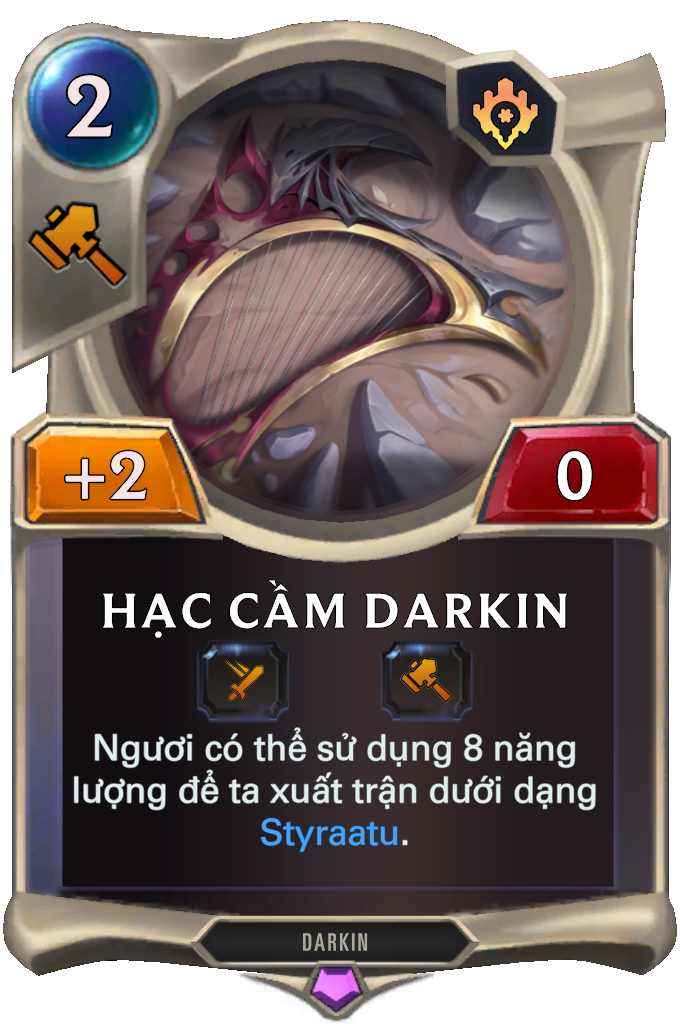 2
+2
0
HẠC CẦM DARKIN
Ngươi có thể sử dụng 8 năng
lượng để ta xuất trận dưới dạng
Styraatu.
DARKIN